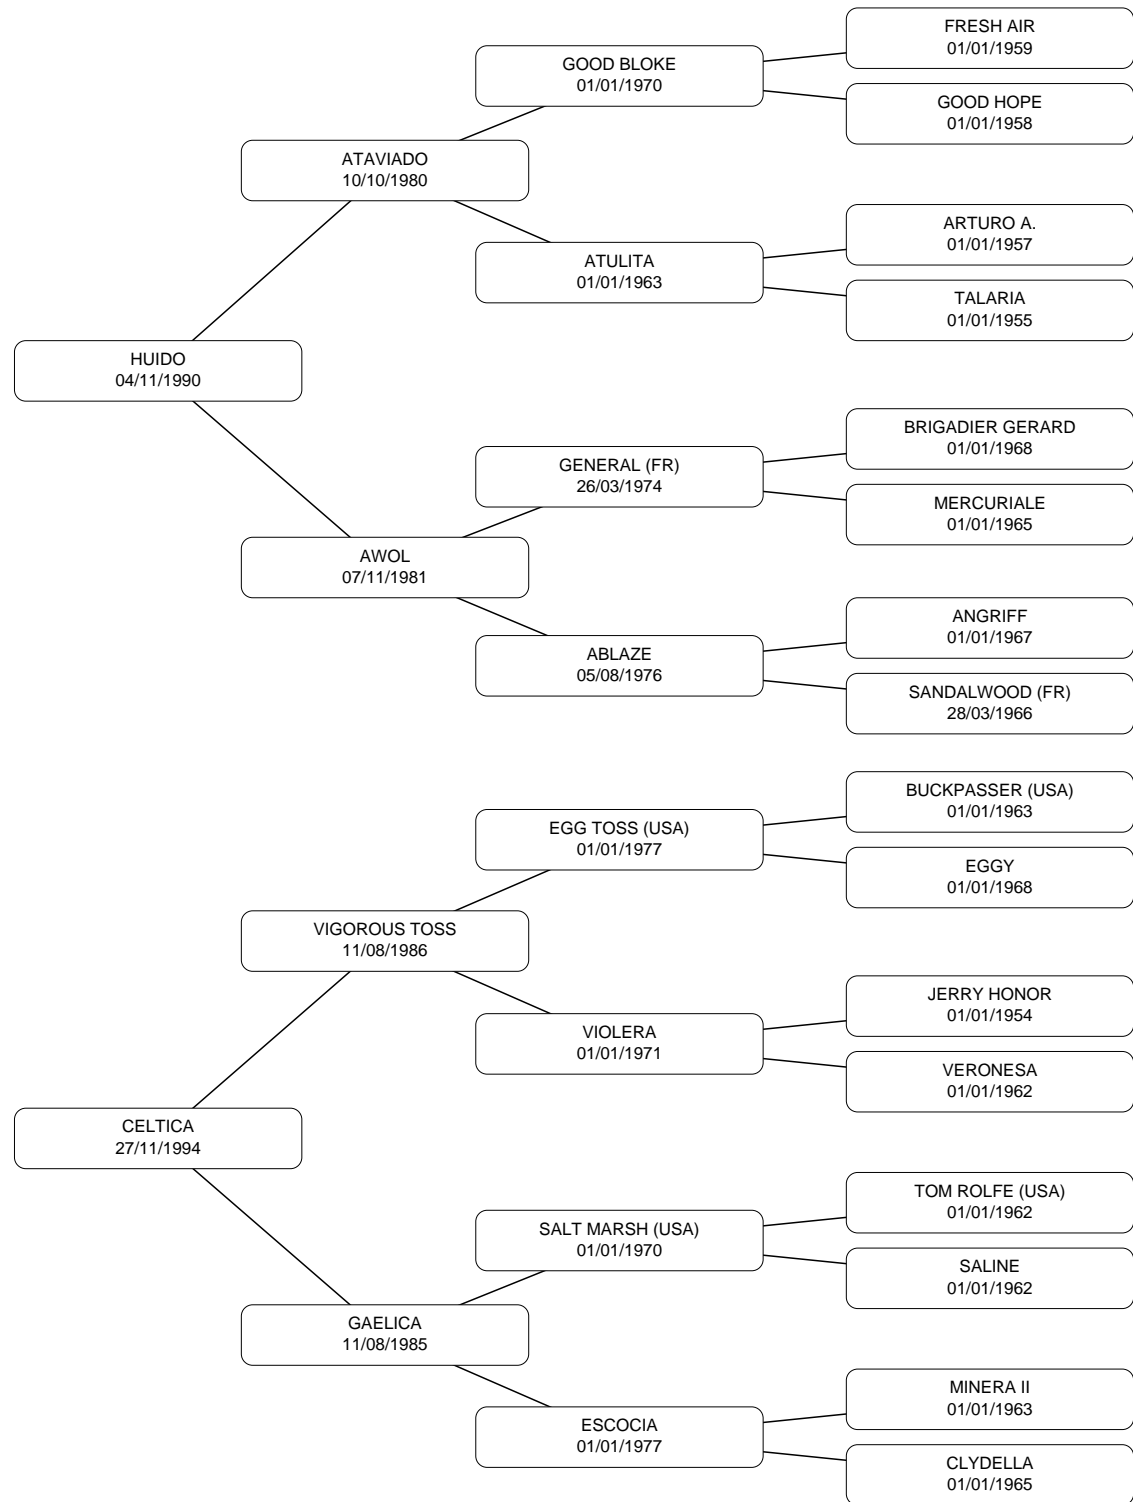 FRESH AIR
01/01/1959
GOOD BLOKE
01/01/1970
GOOD HOPE
01/01/1958
ATAVIADO
10/10/1980
ARTURO A.
01/01/1957
ATULITA
01/01/1963
TALARIA
01/01/1955
HUIDO
04/11/1990
BRIGADIER GERARD
01/01/1968
GENERAL (FR)
26/03/1974
MERCURIALE
01/01/1965
AWOL
07/11/1981
ANGRIFF
01/01/1967
ABLAZE
05/08/1976
SANDALWOOD (FR)
28/03/1966
BUCKPASSER (USA)
01/01/1963
EGG TOSS (USA)
01/01/1977
EGGY
01/01/1968
VIGOROUS TOSS
11/08/1986
JERRY HONOR
01/01/1954
VIOLERA
01/01/1971
VERONESA
01/01/1962
CELTICA
27/11/1994
TOM ROLFE (USA)
01/01/1962
SALT MARSH (USA)
01/01/1970
SALINE
01/01/1962
GAELICA
11/08/1985
MINERA II
01/01/1963
ESCOCIA
01/01/1977
CLYDELLA
01/01/1965